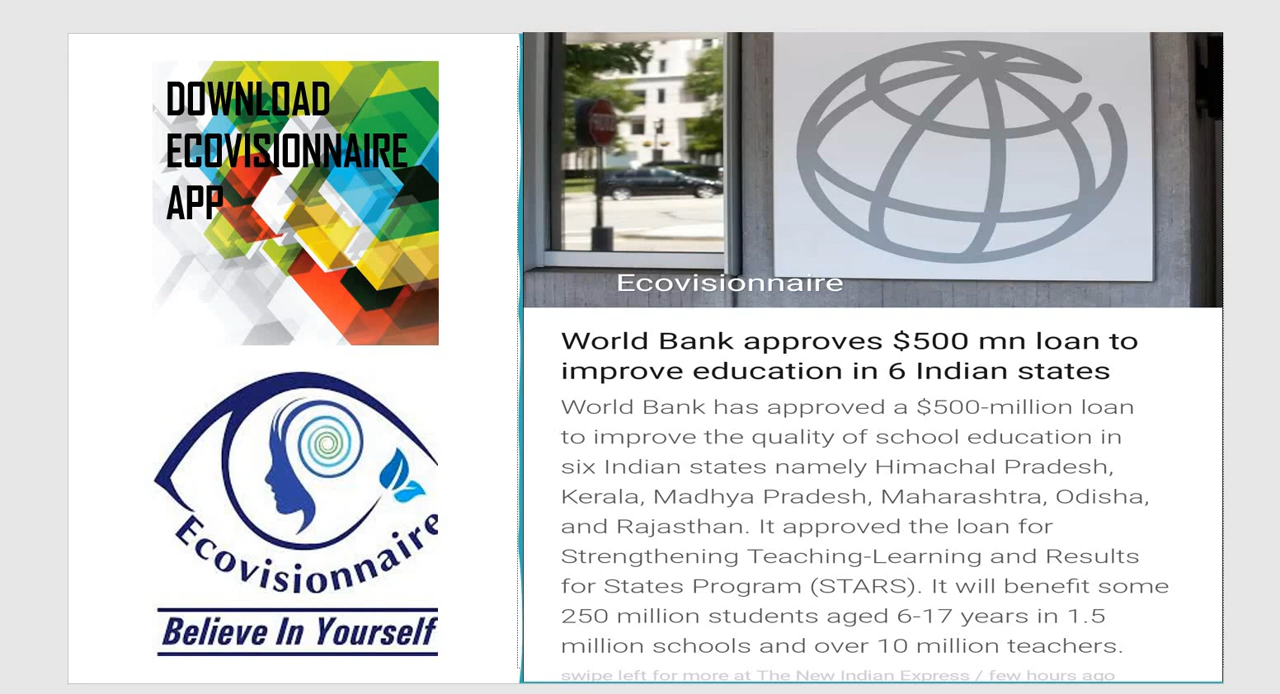 DOWNLOAD
ECOVISIONNAIRE
APP
Ecovisionnaire
Believe In Yourself
Ecovisionnaire
World Bank approves $500 mn loan to
improve education in 6 Indian states
World Bank has approved a $500-million loan
to improve the quality of school education in
six Indian states namely Himachal Pradesh,
Kerala, Madhya Pradesh, Maharashtra, Odisha,
and Rajasthan. It approved the loan for
Strengthening Teaching-Learning and Results
for States Program (STARS). It will benefit some
250 million students aged 6-17 years in 1.5
million schools and over 10 million teachers.
swipe left for more at The New Indian Express / few hours ago